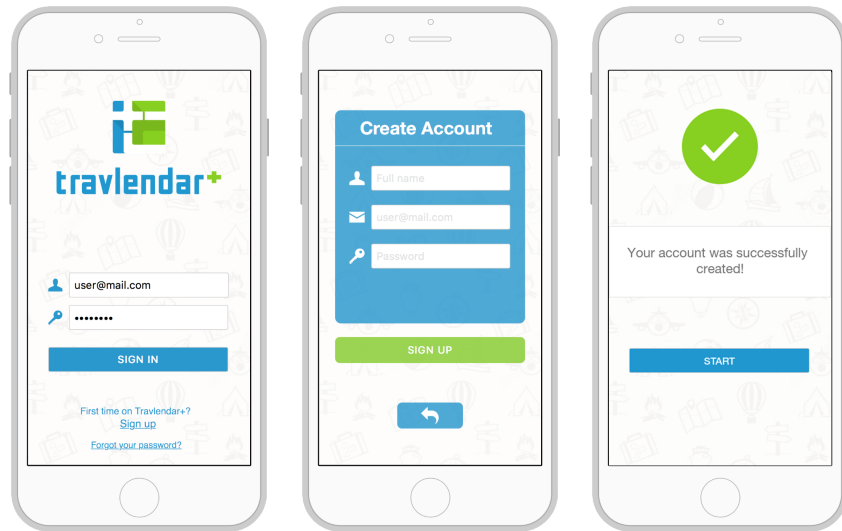 travlendar+
user@mail.com
••••••••
SIGN IN
First time on Travlendar+?
Sign up
Forgot your password?
Create Account
Full name
user@mail.com
Password
SIGN UP
Your account was successfully
created!
START